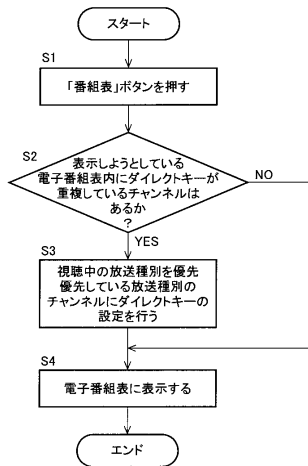 スタート
S1
「番組表」ボタンを押す
S2
表示しようとしている
電子番組表内にダイレクトキーが
重複しているチャンネルは
あるか
?
NO
YES
S3
視聴中の放送種別を優先
優先している放送種別の
チャンネルにダイレクトキーの
設定を行う
S4
電子番組表に表示する
エンド